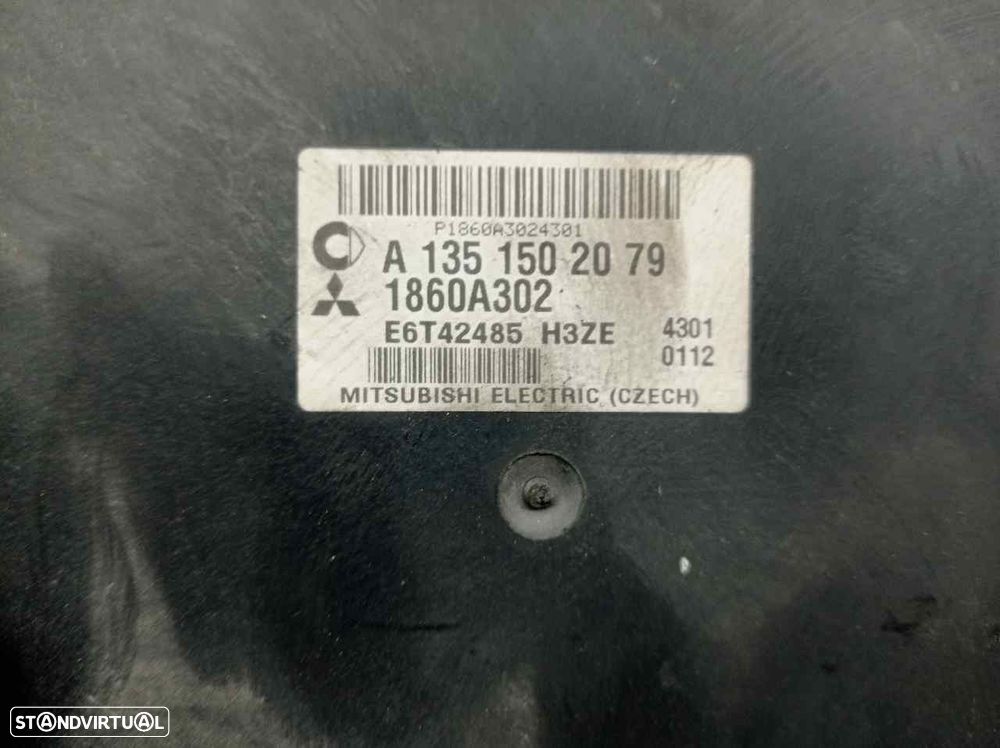 P1860A3024301
A 135 150 20 79
1860A302
E6T42485 H3ZE 4301
0112
MITSUBISHI ELECTRIC (CZECH)
STANDVIRTUAL